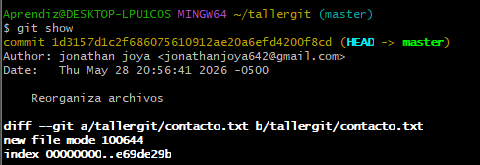 Aprendiz@DESKTOP-LPU1COS MINGW64 ~/tallergit (master)
$ git show
commit 1d3157d1c2f686075610912ae20a6efd4200f8cd (HEAD -> master)
Author: jonathan joya <jonathanjoya642@gmail.com>
Date:   Thu May 28 20:56:41 2026 -0500

    Reorganiza archivos

diff --git a/tallergit/contacto.txt b/tallergit/contacto.txt
new file mode 100644
index 00000000..e69de29b